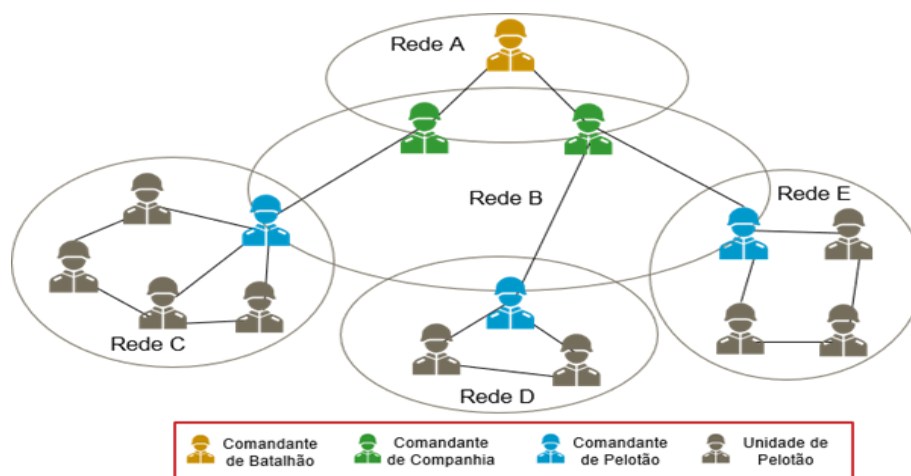 Rede A
Rede B
Rede E
Rede C
Rede D
Comandante
de Batalhão
Comandante
de Companhia
Comandante
de Pelotão
Unidade de
Pelotão